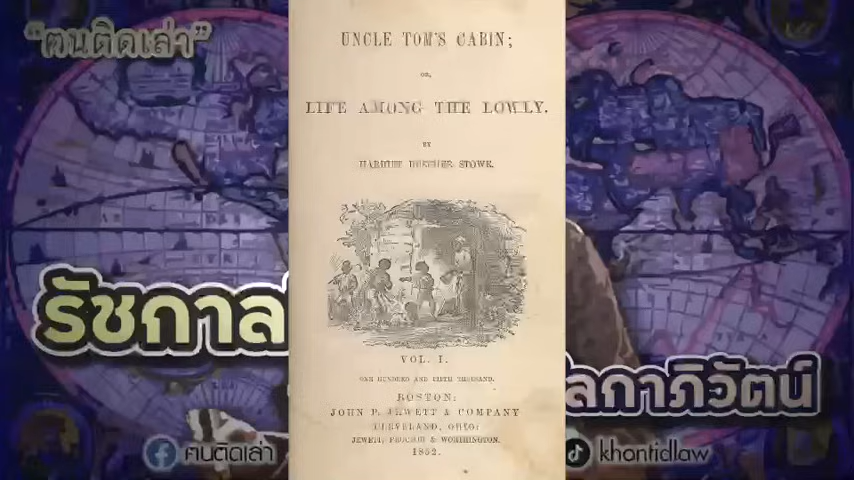 "ฅนติดเล่า"
UNCLE TOM'S CABIN;
OR,
LIFE AMONG THE LOWLY.
BY
HARRIET BEECHER STOWE.
รัชกาล
ลกาภิวัตน์
VOL. I.
ONE HUNDRED AND FIFTH THOUSAND.
BOSTON:
JOHN P. JEWETT & COMPANY
CLEVELAND, OHIO:
JEWETT, PROCTOR & WORTHINGTON.
1852.
ฅนติดเล่า
khontidlaw